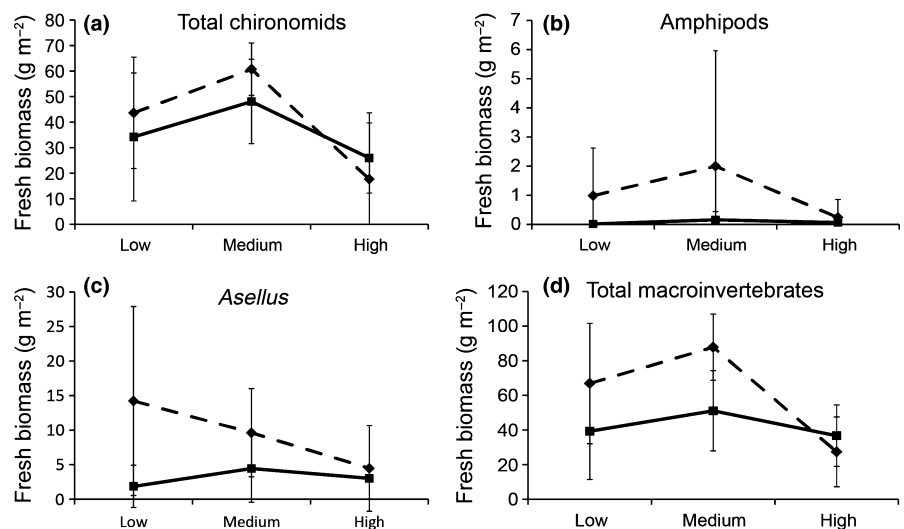 (a)
Total chironomids
Fresh biomass (g m⁻²)
80
70
60
50
40
30
20
10
0
Low Medium High
(b)
Amphipods
Fresh biomass (g m⁻²)
7
6
5
4
3
2
1
0
Low Medium High
(c)
Asellus
Fresh biomass (g m⁻²)
30
25
20
15
10
5
0
Low Medium High
(d)
Total macroinvertebrates
Fresh biomass (g m⁻²)
120
100
80
60
40
20
0
Low Medium High